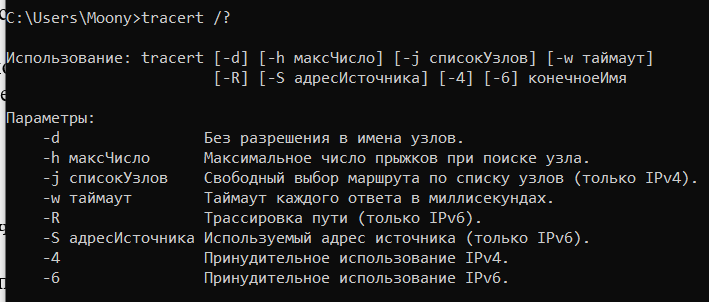 C:\Users\Moony>tracert /?
Использование: tracert [-d] [-h максЧисло] [-j списокУзлов] [-w таймаут]
[-R] [-S адресИсточника] [-4] [-6] конечноеИмя
Параметры:
-d Без разрешения в имена узлов.
-h максЧисло Максимальное число прыжков при поиске узла.
-j списокУзлов Свободный выбор маршрута по списку узлов (только IPv4).
-w таймаут Таймаут каждого ответа в миллисекундах.
-R Трассировка пути (только IPv6).
-S адресИсточника Используемый адрес источника (только IPv6).
-4 Принудительное использование IPv4.
-6 Принудительное использование IPv6.